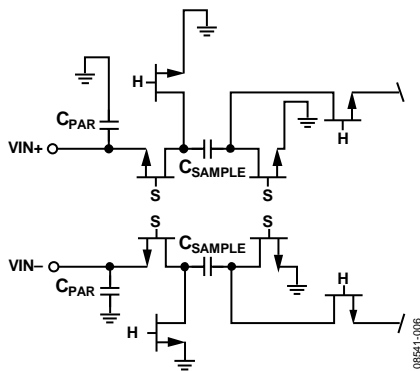 H
C_PAR
VIN+
C_SAMPLE
H
S
S
S
S
C_SAMPLE
VIN–
C_PAR
H
H
08541-006